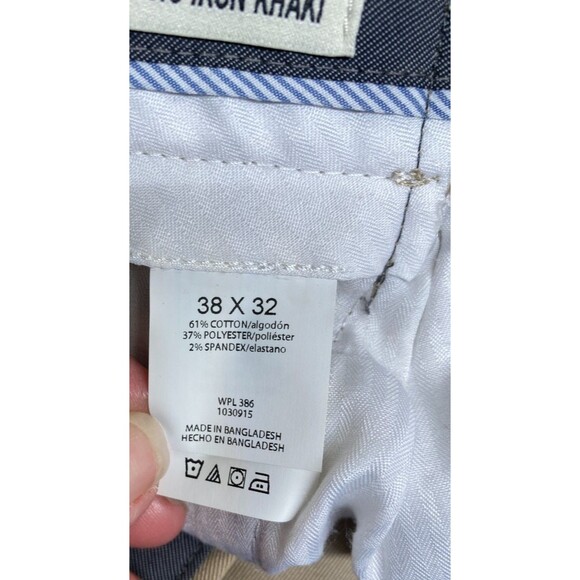 IRON KHAKI
38 X 32
61% COTTON/algodón
37% POLYESTER/poliéster
2% SPANDEX/elastano
WPL 386
1030915
MADE IN BANGLADESH
HECHO EN BANGLADESH